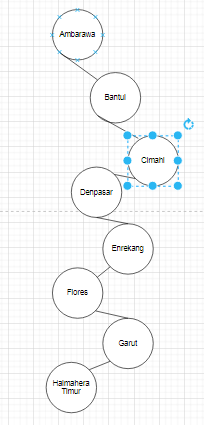 Ambarawa
Bantul
Cimahi
Denpasar
Enrekang
Flores
Garut
Halmahera
Timur